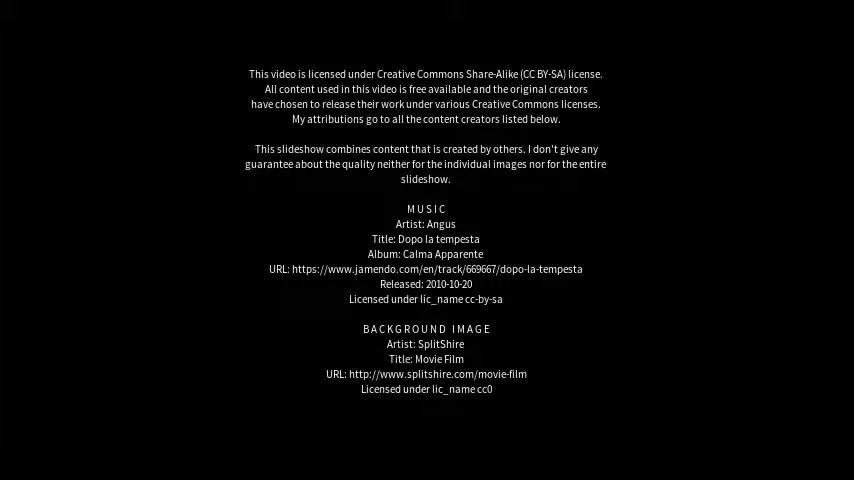 This video is licensed under Creative Commons Share-Alike (CC BY-SA) license.
All content used in this video is free available and the original creators
have chosen to release their work under various Creative Commons licenses.
My attributions go to all the content creators listed below.
This slideshow combines content that is created by others. I don't give any
guarantee about the quality neither for the individual images nor for the entire
slideshow.
MUSIC
Artist: Angus
Title: Dopo la tempesta
Album: Calma Apparente
URL: https://www.jamendo.com/en/track/669667/dopo-la-tempesta
Released: 2010-10-20
Licensed under lic_name cc-by-sa
BACKGROUND IMAGE
Artist: SplitShire
Title: Movie Film
URL: http://www.splitshire.com/movie-film
Licensed under lic_name cc0